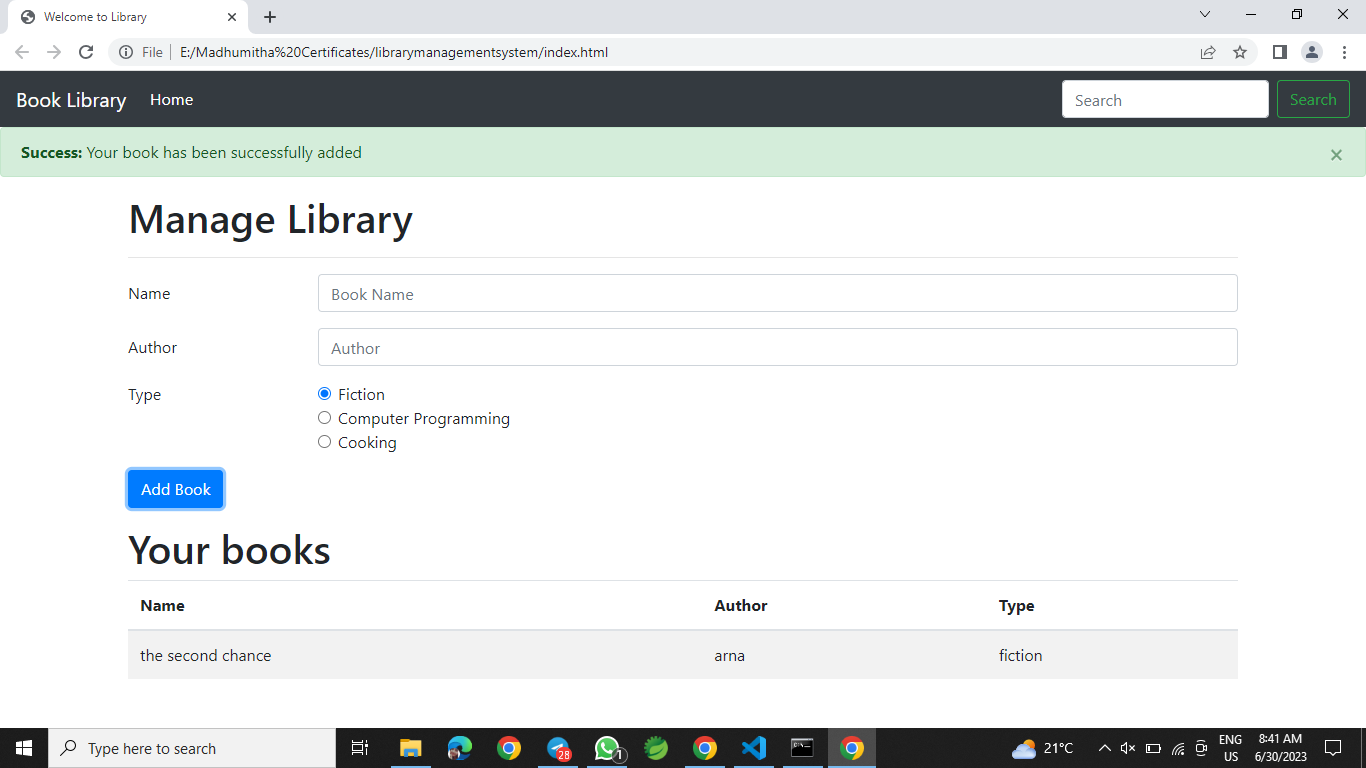 Welcome to Library
File E:/Madhumitha%20Certificates/librarymanagementsystem/index.html
Book Library Home Search Search
Success: Your book has been successfully added ×
Manage Library
Name Book Name
Author Author
Type Fiction
Computer Programming
Cooking
Add Book
Your books
Name Author Type
the second chance arna fiction
Type here to search 28 1 21°C ENG US 8:41 AM 6/30/2023